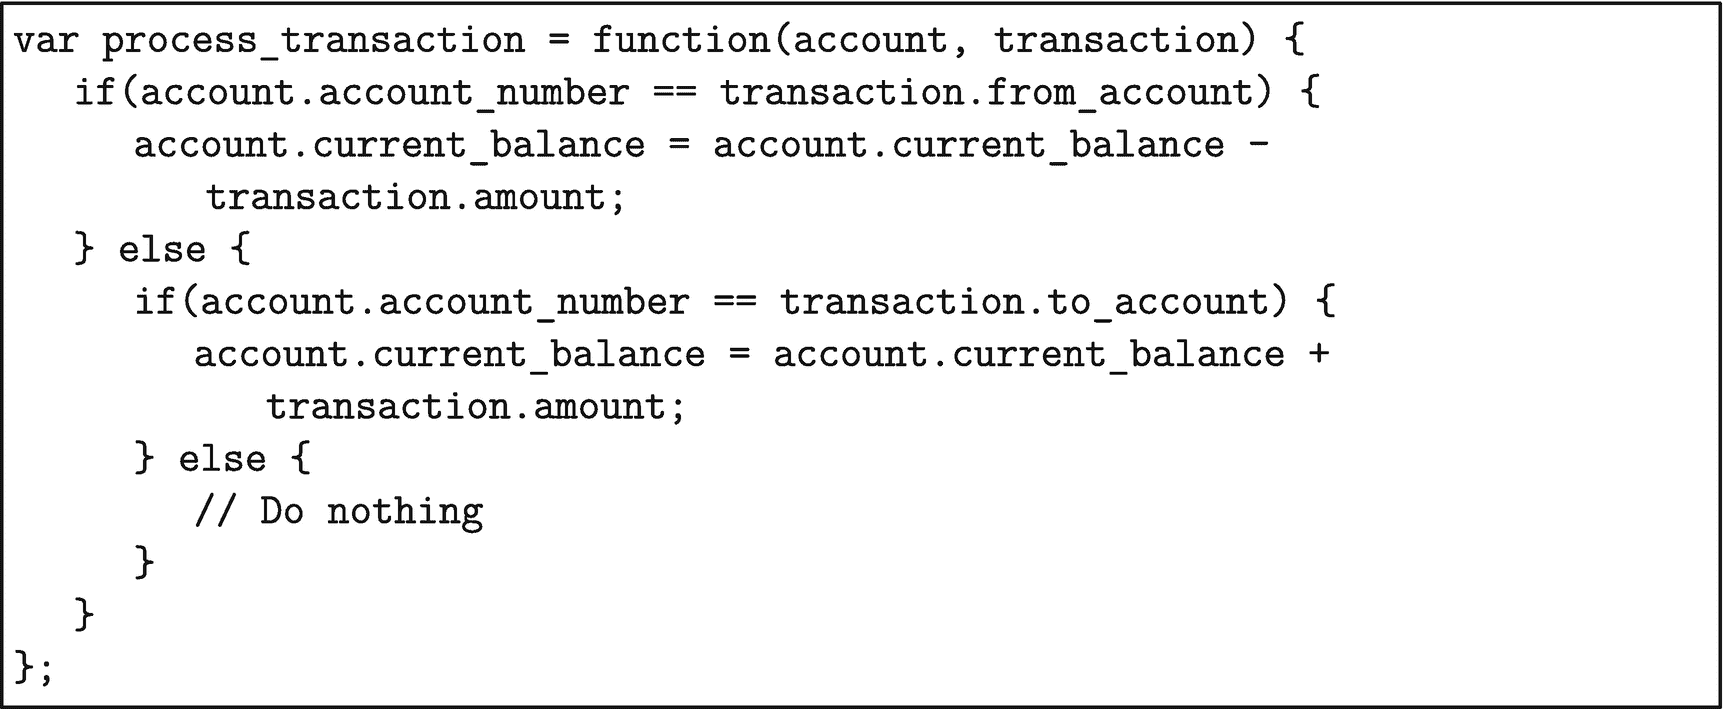 var process_transaction = function(account, transaction) {
if(account.account_number == transaction.from_account) {
account.current_balance = account.current_balance -
transaction.amount;
} else {
if(account.account_number == transaction.to_account) {
account.current_balance = account.current_balance +
transaction.amount;
} else {
// Do nothing
}
}
};